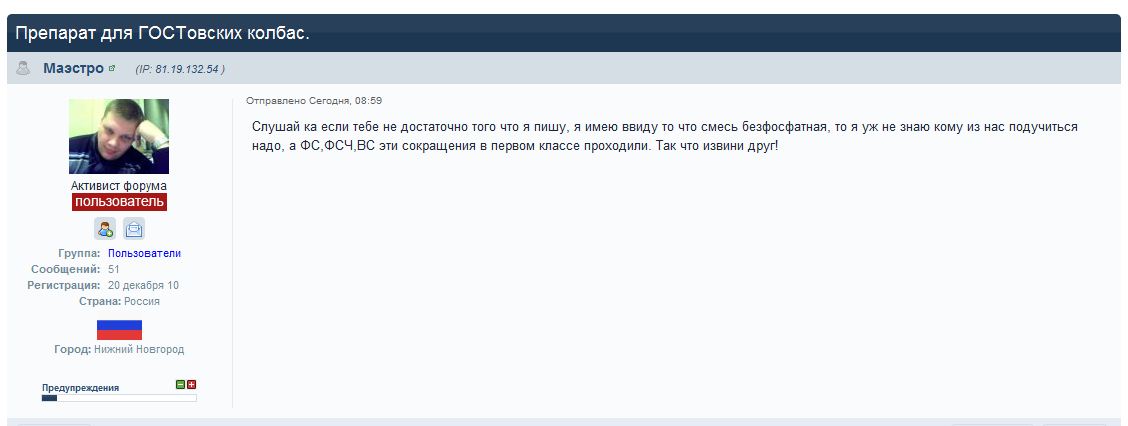 Препарат для ГОСТовских колбас.
Маэстро (IP: 81.19.132.54 )
Отправлено Сегодня, 08:59
Слушай ка если тебе не достаточно того что я пишу, я имею ввиду то что смесь безфосфатная, то я уж не знаю кому из нас подучиться
надо, а ФС,ФСЧ,ВС эти сокращения в первом классе проходили. Так что извини друг!
Активист форума
пользователь
Группа: Пользователи
Сообщений: 51
Регистрация: 20 декабря 10
Страна: Россия
Город: Нижний Новгород
Предупреждения